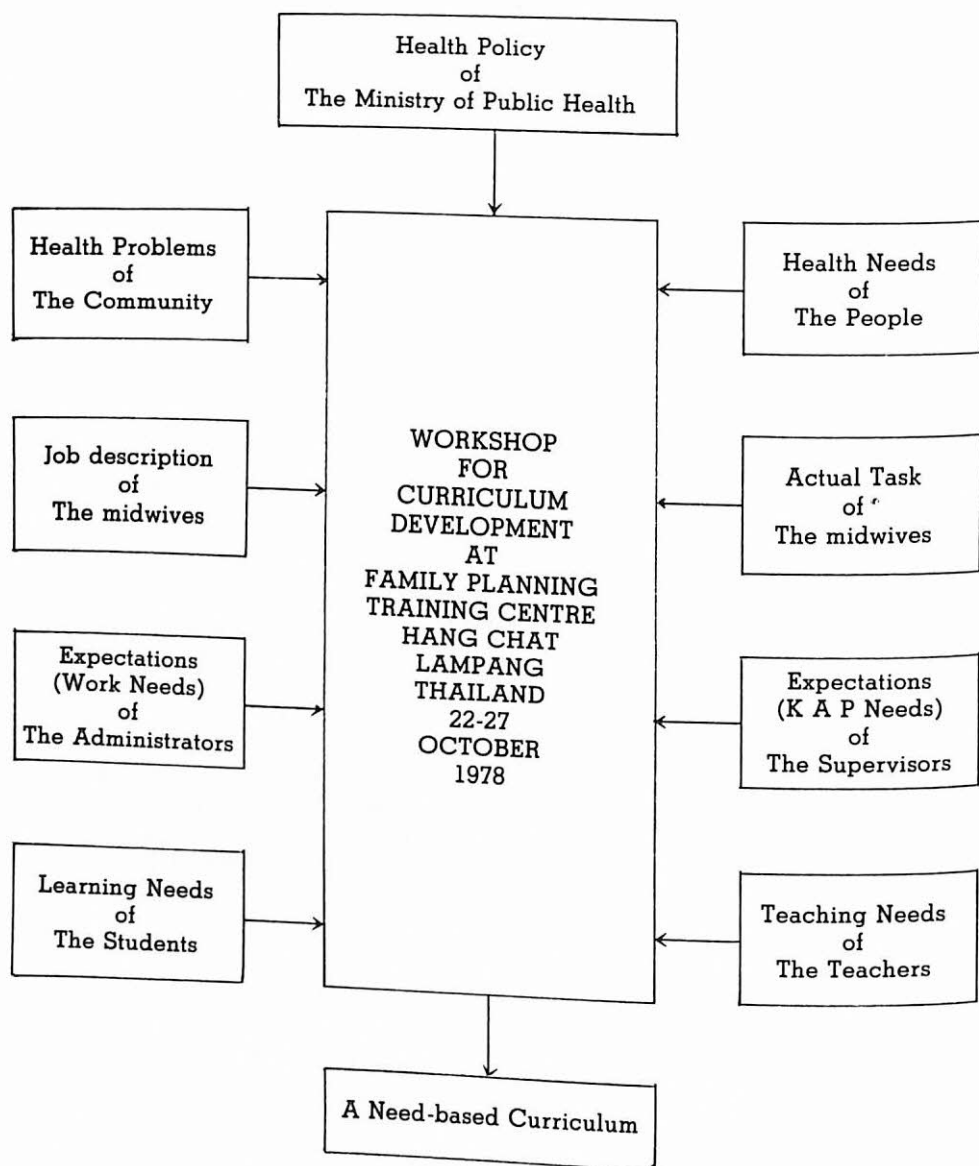 Health Policy
of
The Ministry of Public Health
Health Problems
of
The Community
Health Needs
of
The People
Job description
of
The midwives
WORKSHOP
FOR
CURRICULUM
DEVELOPMENT
AT
FAMILY PLANNING
TRAINING CENTRE
HANG CHAT
LAMPANG
THAILAND
22-27
OCTOBER
1978
Actual Task
of
The midwives
Expectations
(Work Needs)
of
The Administrators
Expectations
(K A P Needs)
of
The Supervisors
Learning Needs
of
The Students
Teaching Needs
of
The Teachers
A Need-based Curriculum